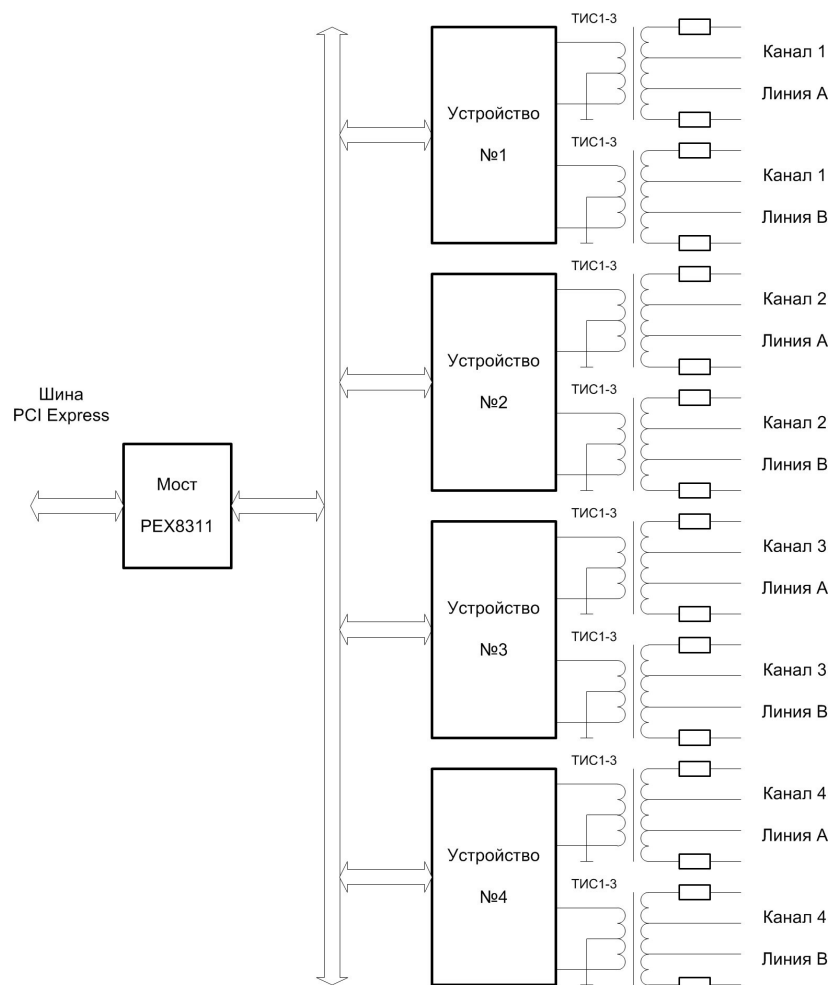 Шина
PCI Express
Мост
PEX8311
Устройство
№1
ТИС1-3
Канал 1
Линия А
ТИС1-3
Канал 1
Линия В
Устройство
№2
ТИС1-3
Канал 2
Линия А
ТИС1-3
Канал 2
Линия В
Устройство
№3
ТИС1-3
Канал 3
Линия А
ТИС1-3
Канал 3
Линия В
Устройство
№4
ТИС1-3
Канал 4
Линия А
ТИС1-3
Канал 4
Линия В